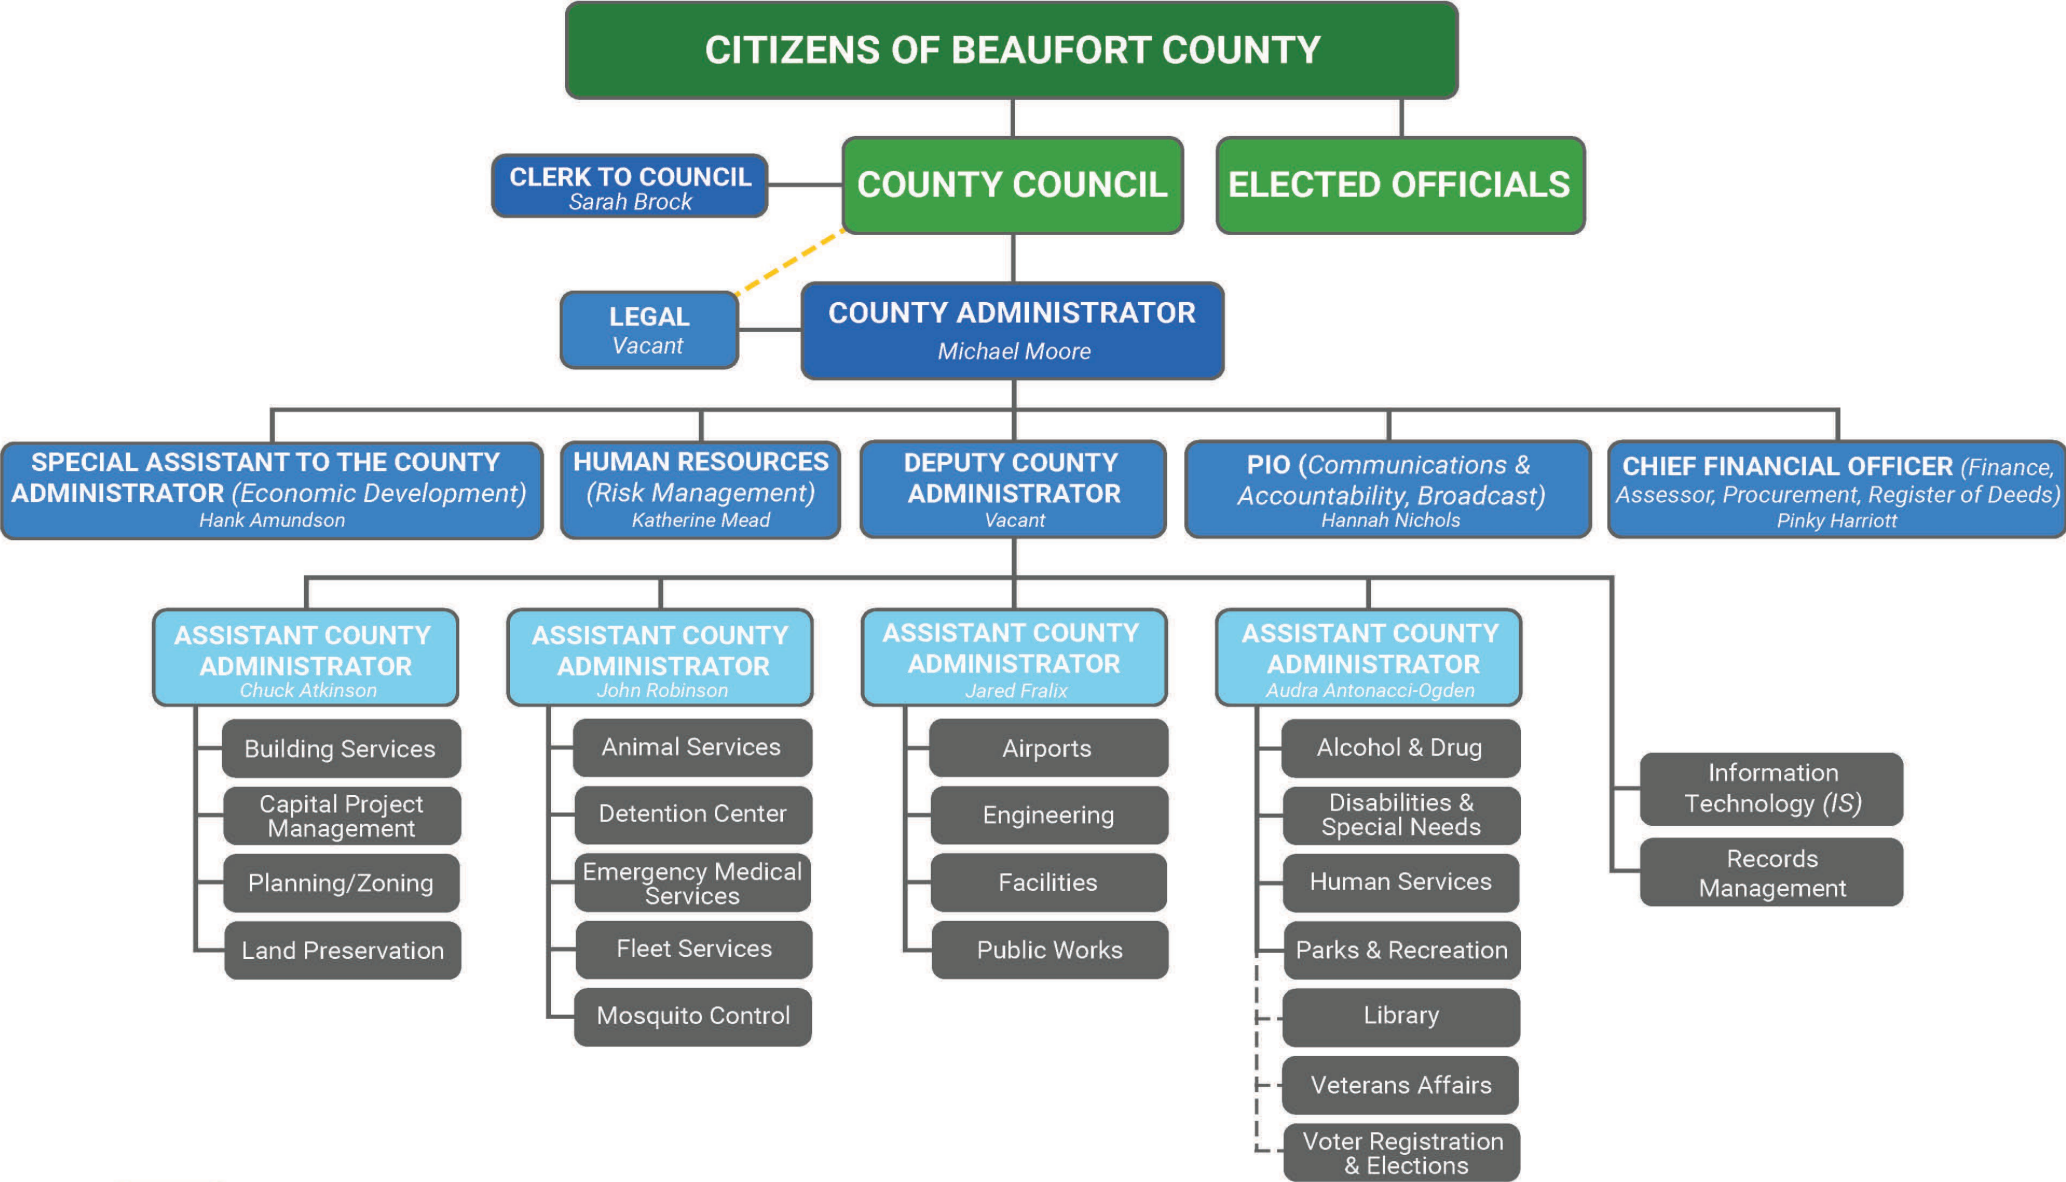 CITIZENS OF BEAUFORT COUNTY
CLERK TO COUNCIL
Sarah Brock
COUNTY COUNCIL
ELECTED OFFICIALS
LEGAL
Vacant
COUNTY ADMINISTRATOR
Michael Moore
SPECIAL ASSISTANT TO THE COUNTY
ADMINISTRATOR (Economic Development)
Hank Amundson
HUMAN RESOURCES
(Risk Management)
Katherine Mead
DEPUTY COUNTY
ADMINISTRATOR
Vacant
PIO (Communications &
Accountability, Broadcast)
Hannah Nichols
CHIEF FINANCIAL OFFICER (Finance,
Assessor, Procurement, Register of Deeds)
Pinky Harriott
ASSISTANT COUNTY
ADMINISTRATOR
Chuck Atkinson
Building Services
Capital Project
Management
Planning/Zoning
Land Preservation
ASSISTANT COUNTY
ADMINISTRATOR
John Robinson
Animal Services
Detention Center
Emergency Medical
Services
Fleet Services
Mosquito Control
ASSISTANT COUNTY
ADMINISTRATOR
Jared Fralix
Airports
Engineering
Facilities
Public Works
ASSISTANT COUNTY
ADMINISTRATOR
Audra Antonacci-Ogden
Alcohol & Drug
Disabilities &
Special Needs
Human Services
Parks & Recreation
Library
Veterans Affairs
Voter Registration
& Elections
Information
Technology (IS)
Records
Management